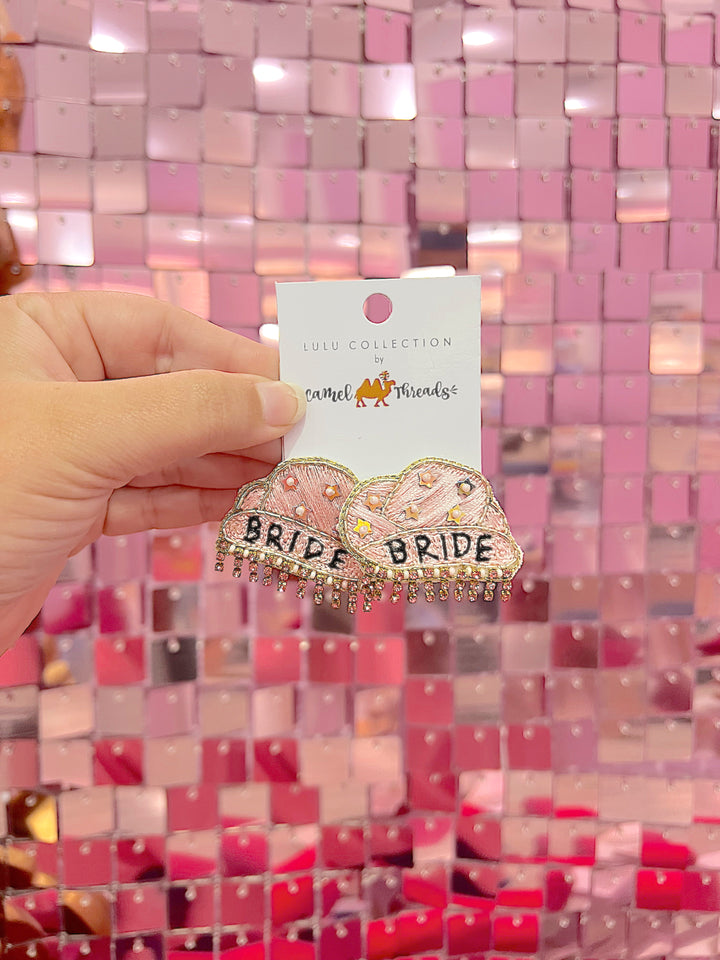 LULU COLLECTION
by
camel Threads
BRIDE
BRIDE